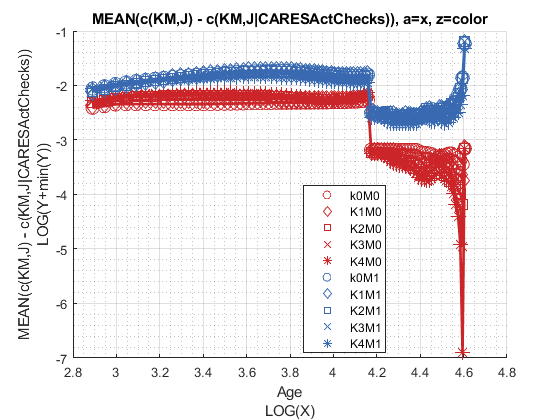 MEAN(c(KM,J) - c(KM,J|CARESActChecks)), a=x, z=color
MEAN(c(KM,J) - c(KM,J|CARESActChecks))
LOG(Y+min(Y))
-1
-2
-3
-4
-5
-6
-7
k0M0
K1M0
K2M0
K3M0
K4M0
k0M1
K1M1
K2M1
K3M1
K4M1
2.8 3 3.2 3.4 3.6 3.8 4 4.2 4.4 4.6 4.8
Age
LOG(X)